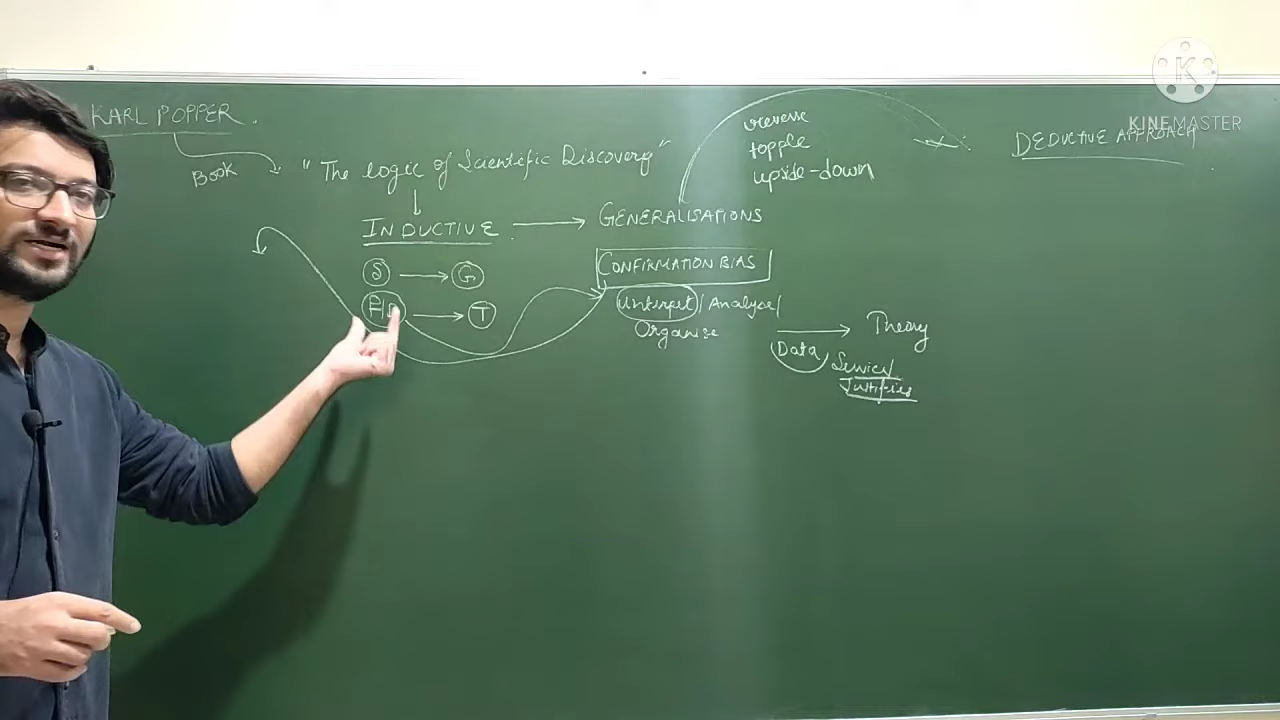 KARL POPPER.
Book
"The Logic of Scientific Discovery"
reverse
topple
upside-down
DEDUCTIVE APPROACH
INDUCTIVE
GENERALISATIONS
S → G
CONFIRMATION BIAS
F/D → T
Interpret / Analyse /
Organise
Data
Theory
Justifies
K
KINEMASTER